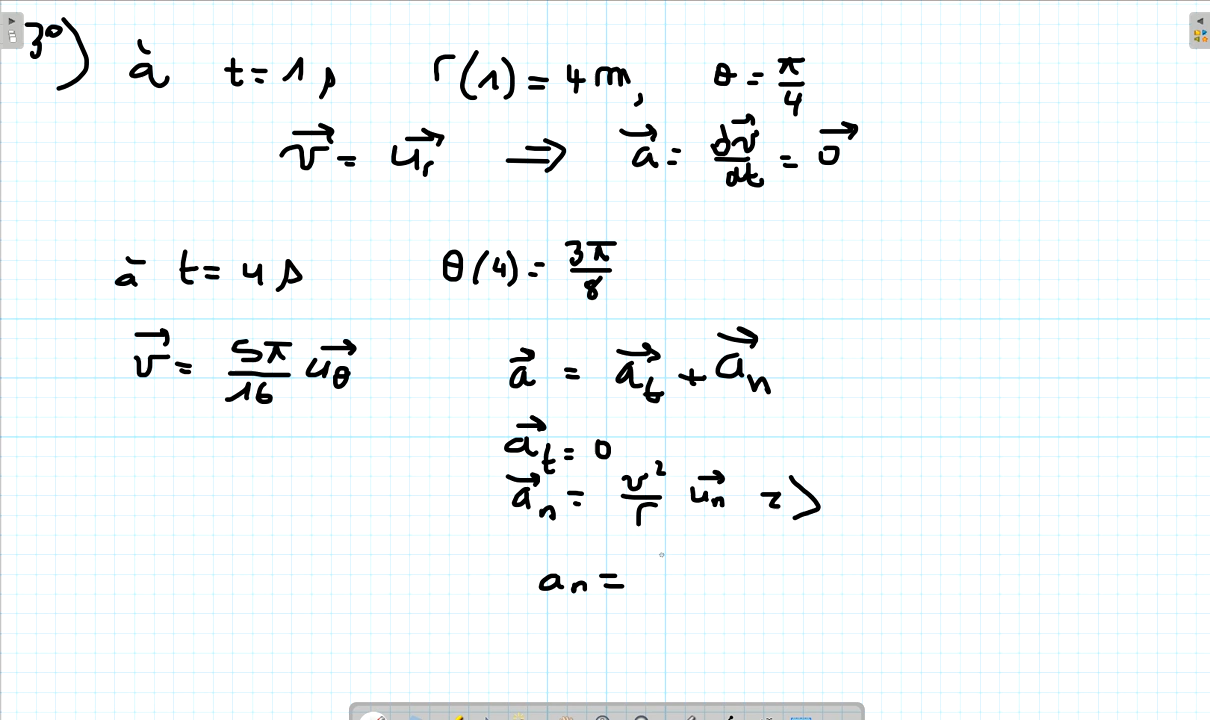 3°) à t = 1 s r(1) = 4 m, θ = π/4
v⃗ = u⃗r ⟹ a⃗ = dv⃗/dt = 0⃗
à t = 4 s θ(4) = 3π/8
v⃗ = 5π/16 u⃗θ a⃗ = a⃗t + a⃗n
a⃗t = 0
a⃗n = v²/r u⃗n =>
an =